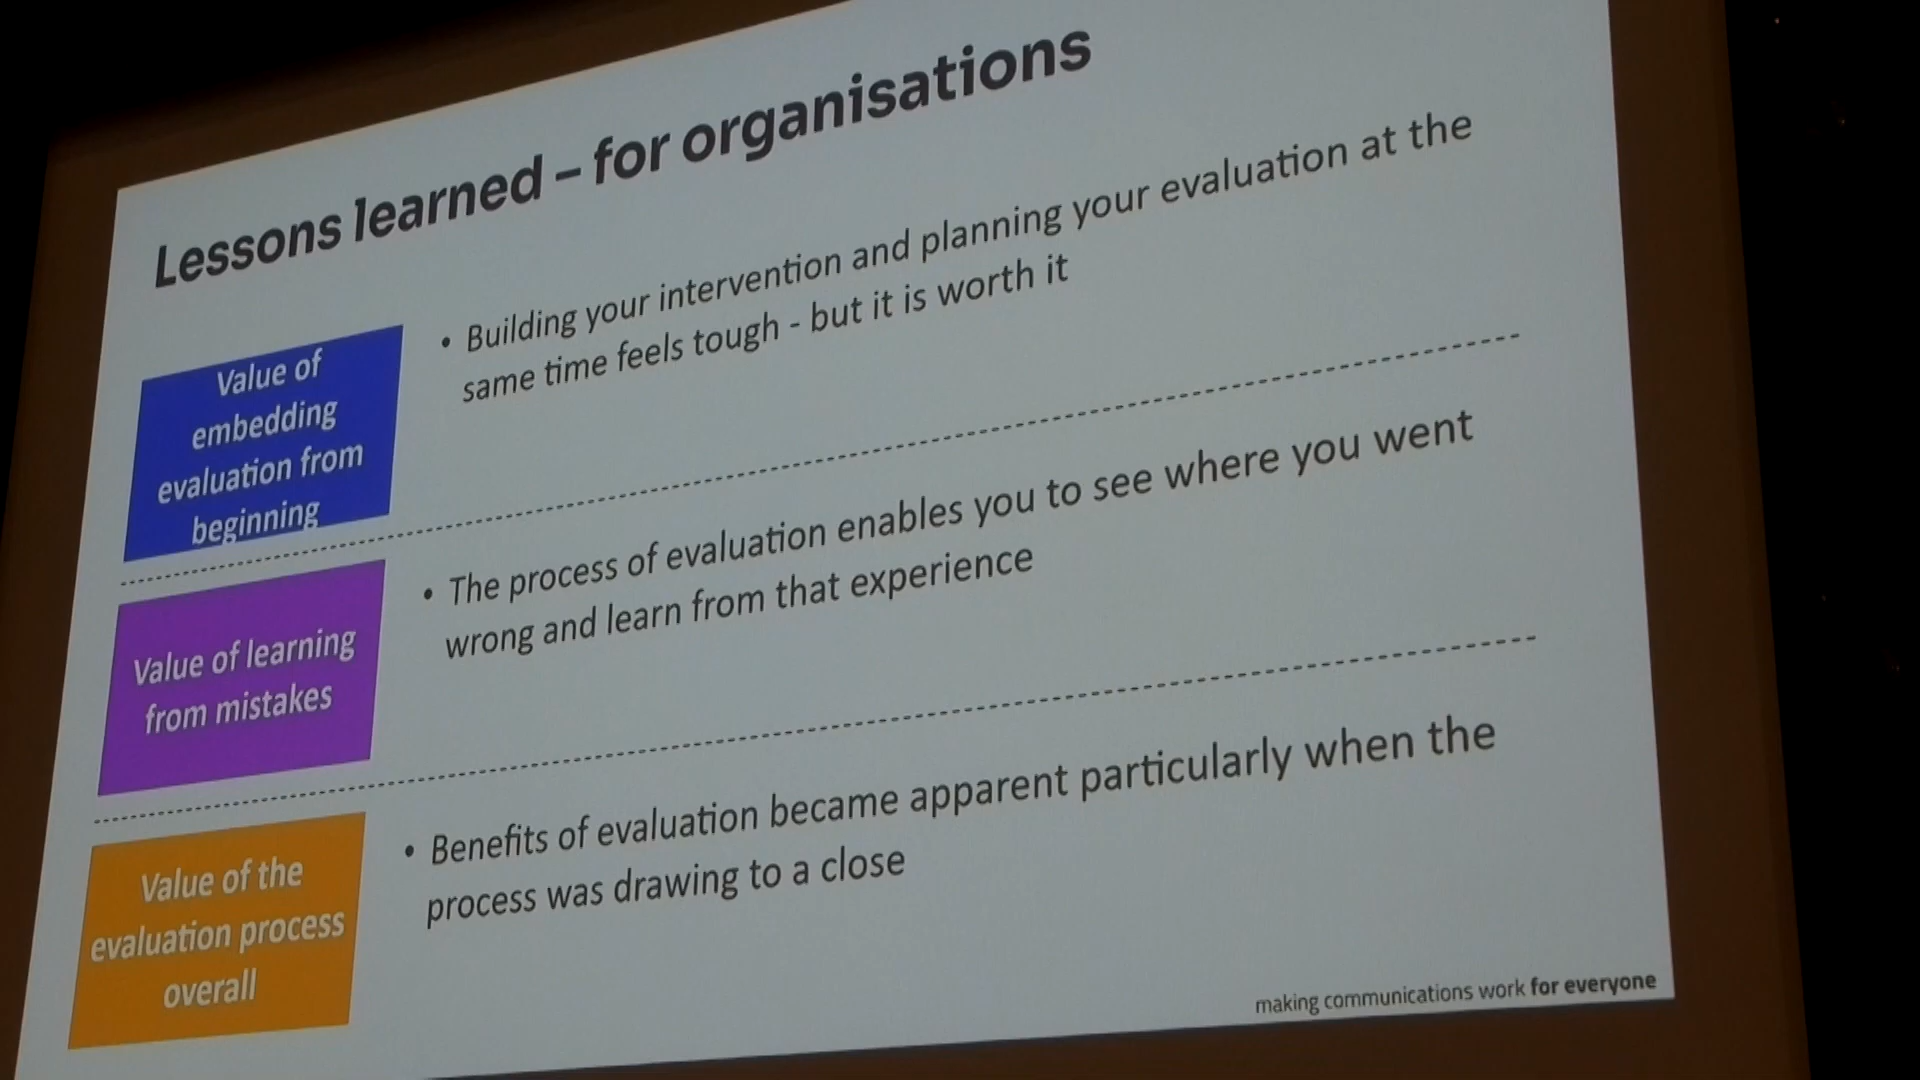 Lessons learned – for organisations
Value of
embedding
evaluation from
beginning
• Building your intervention and planning your evaluation at the
same time feels tough - but it is worth it
Value of learning
from mistakes
• The process of evaluation enables you to see where you went
wrong and learn from that experience
Value of the
evaluation process
overall
• Benefits of evaluation became apparent particularly when the
process was drawing to a close
making communications work for everyone